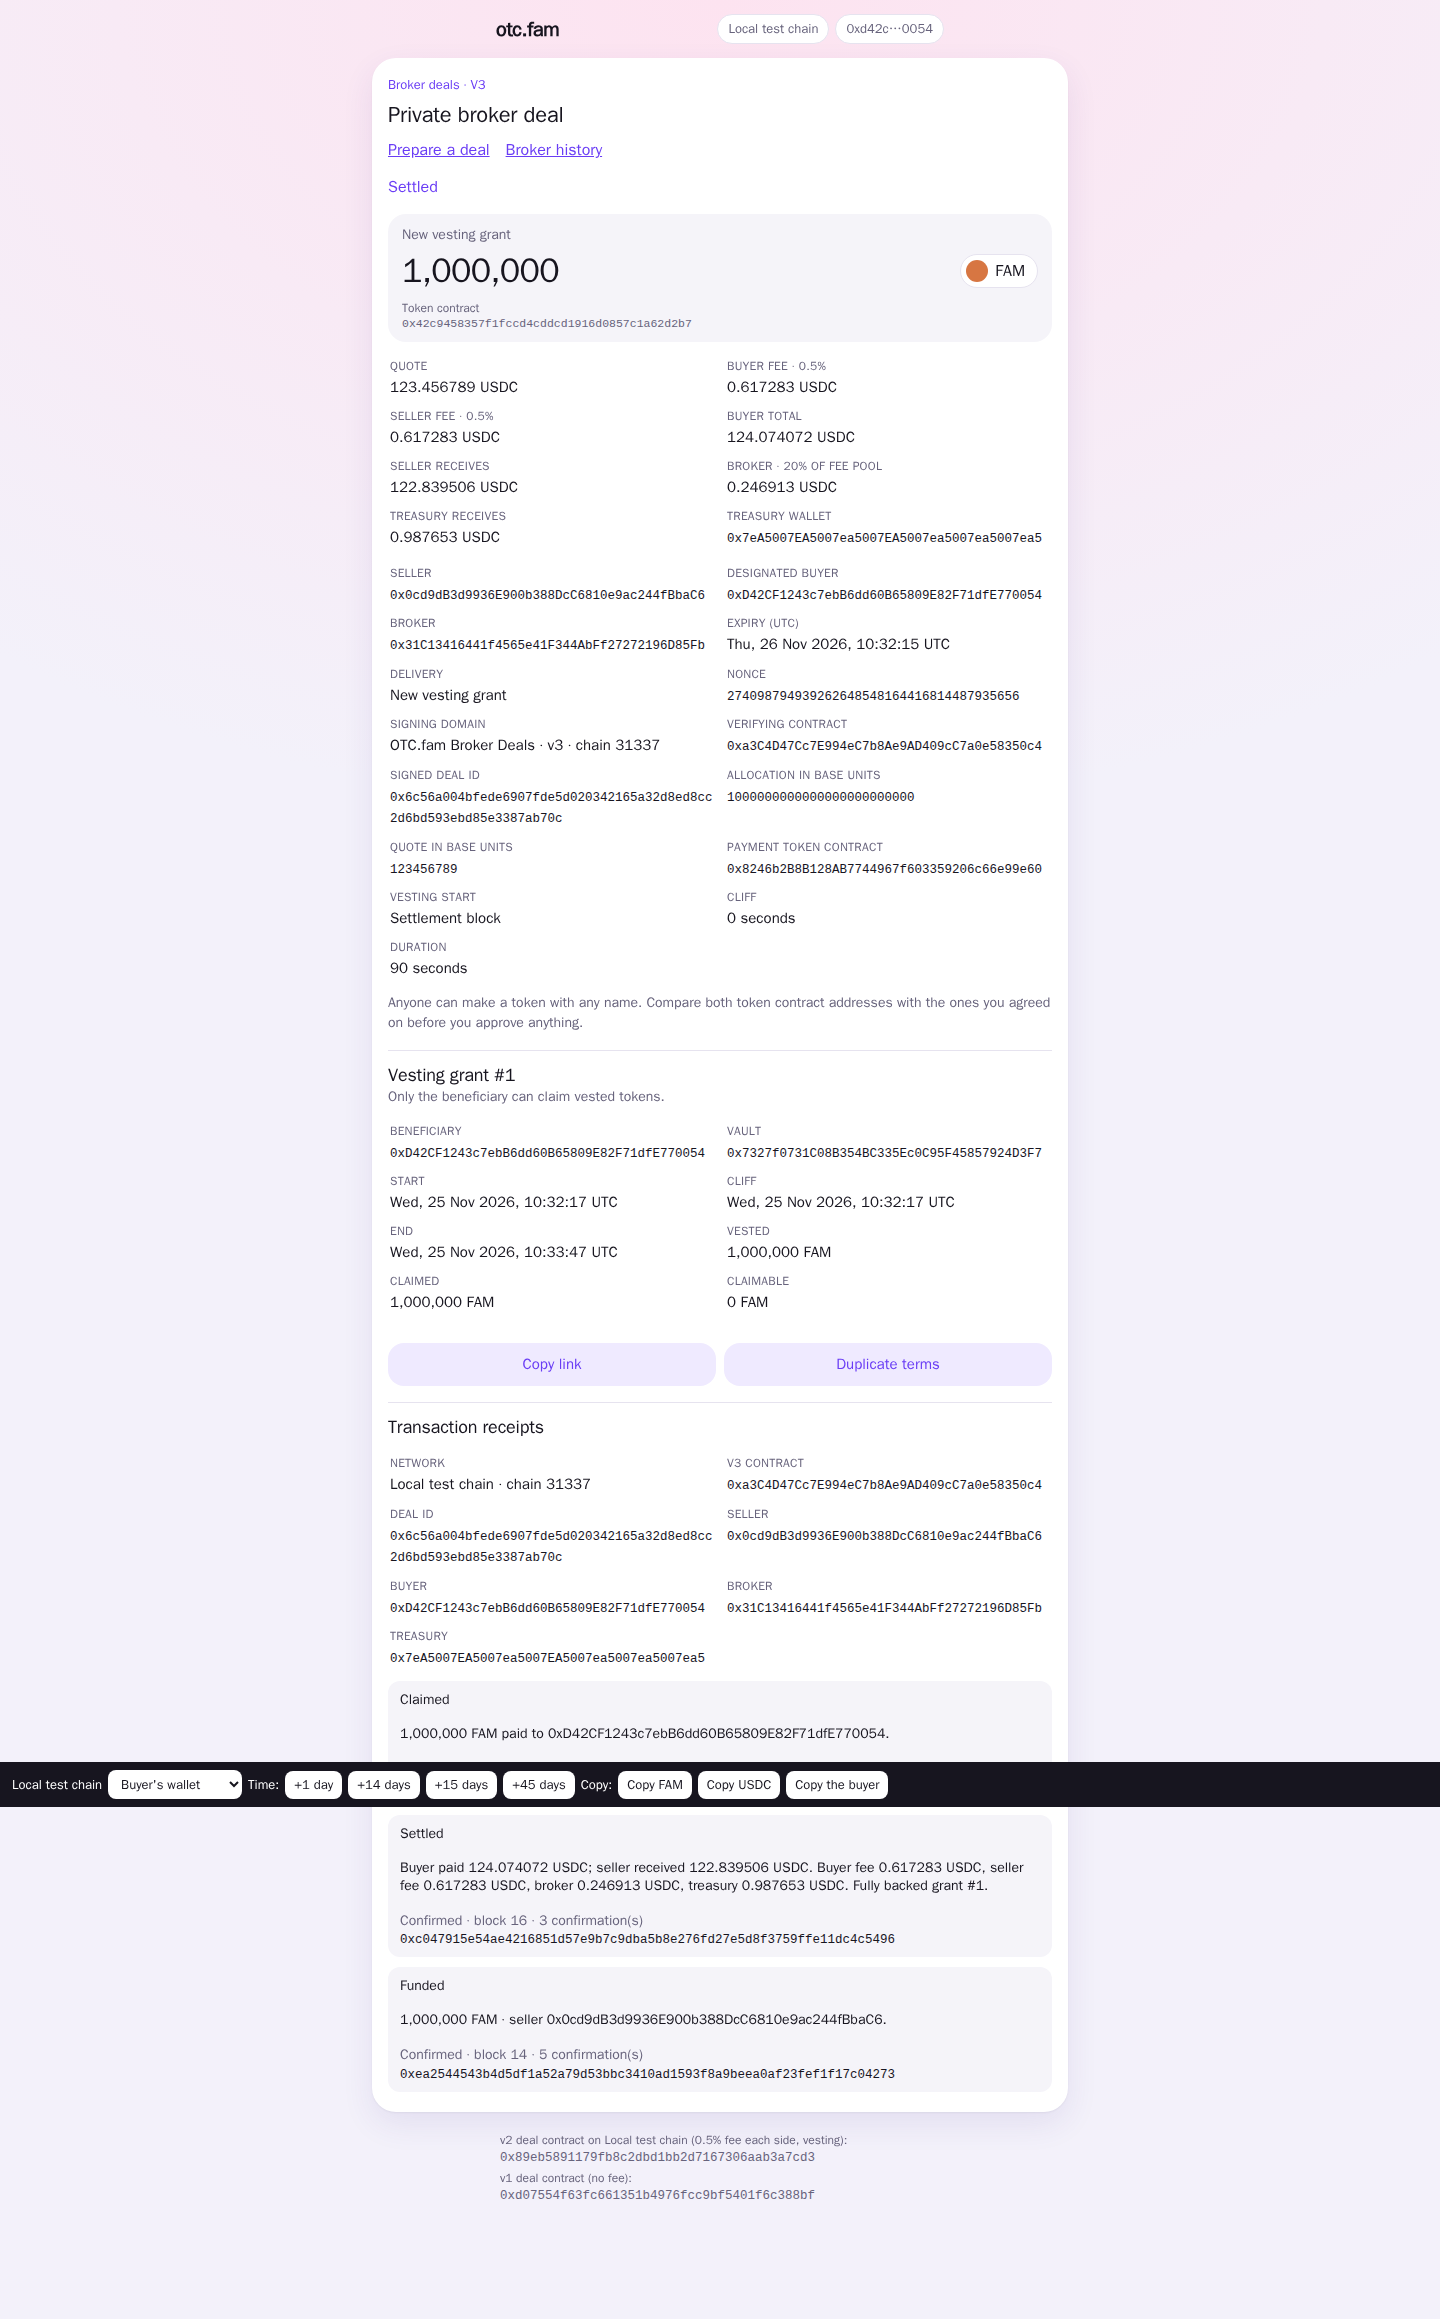 otc.fam
Local test chain
0xd42c···0054
Broker deals · V3
Private broker deal
Prepare a deal
Broker history
Settled
New vesting grant
1,000,000
FAM
Token contract
0x42c9458357f1fccd4cddcd1916d0857c1a62d2b7
QUOTE
123.456789 USDC
BUYER FEE · 0.5%
0.617283 USDC
SELLER FEE · 0.5%
0.617283 USDC
BUYER TOTAL
124.074072 USDC
SELLER RECEIVES
122.839506 USDC
BROKER · 20% OF FEE POOL
0.246913 USDC
TREASURY RECEIVES
0.987653 USDC
TREASURY WALLET
0x7eA5007EA5007ea5007EA5007ea5007ea5007ea5
SELLER
0x0cd9dB3d9936E900b388DcC6810e9ac244fBbaC6
DESIGNATED BUYER
0xD42CF1243c7ebB6dd60B65809E82F71dfE770054
BROKER
0x31C13416441f4565e41F344AbFf27272196D85Fb
EXPIRY (UTC)
Thu, 26 Nov 2026, 10:32:15 UTC
DELIVERY
New vesting grant
NONCE
274098794939262648548164416814487935656
SIGNING DOMAIN
OTC.fam Broker Deals · v3 · chain 31337
VERIFYING CONTRACT
0xa3C4D47Cc7E994eC7b8Ae9AD409cC7a0e58350c4
SIGNED DEAL ID
0x6c56a004bfede6907fde5d020342165a32d8ed8cc
2d6bd593ebd85e3387ab70c
ALLOCATION IN BASE UNITS
1000000000000000000000000
QUOTE IN BASE UNITS
123456789
PAYMENT TOKEN CONTRACT
0x8246b2B8B128AB7744967f603359206c66e99e60
VESTING START
Settlement block
CLIFF
0 seconds
DURATION
90 seconds
Anyone can make a token with any name. Compare both token contract addresses with the ones you agreed
on before you approve anything.
Vesting grant #1
Only the beneficiary can claim vested tokens.
BENEFICIARY
0xD42CF1243c7ebB6dd60B65809E82F71dfE770054
VAULT
0x7327f0731C08B354BC335Ec0C95F45857924D3F7
START
Wed, 25 Nov 2026, 10:32:17 UTC
CLIFF
Wed, 25 Nov 2026, 10:32:17 UTC
END
Wed, 25 Nov 2026, 10:33:47 UTC
VESTED
1,000,000 FAM
CLAIMED
1,000,000 FAM
CLAIMABLE
0 FAM
Copy link
Duplicate terms
Transaction receipts
NETWORK
Local test chain · chain 31337
V3 CONTRACT
0xa3C4D47Cc7E994eC7b8Ae9AD409cC7a0e58350c4
DEAL ID
0x6c56a004bfede6907fde5d020342165a32d8ed8cc
2d6bd593ebd85e3387ab70c
SELLER
0x0cd9dB3d9936E900b388DcC6810e9ac244fBbaC6
BUYER
0xD42CF1243c7ebB6dd60B65809E82F71dfE770054
BROKER
0x31C13416441f4565e41F344AbFf27272196D85Fb
TREASURY
0x7eA5007EA5007ea5007EA5007ea5007ea5007ea5
Claimed
1,000,000 FAM paid to 0xD42CF1243c7ebB6dd60B65809E82F71dfE770054.
Local test chain
Buyer's wallet
Time:
+1 day
+14 days
+15 days
+45 days
Copy:
Copy FAM
Copy USDC
Copy the buyer
Settled
Buyer paid 124.074072 USDC; seller received 122.839506 USDC. Buyer fee 0.617283 USDC, seller
fee 0.617283 USDC, broker 0.246913 USDC, treasury 0.987653 USDC. Fully backed grant #1.
Confirmed · block 16 · 3 confirmation(s)
0xc047915e54ae4216851d57e9b7c9dba5b8e276fd27e5d8f3759ffe11dc4c5496
Funded
1,000,000 FAM · seller 0x0cd9dB3d9936E900b388DcC6810e9ac244fBbaC6.
Confirmed · block 14 · 5 confirmation(s)
0xea2544543b4d5df1a52a79d53bbc3410ad1593f8a9beea0af23fef1f17c04273
v2 deal contract on Local test chain (0.5% fee each side, vesting):
0x89eb5891179fb8c2dbd1bb2d7167306aab3a7cd3
v1 deal contract (no fee):
0xd07554f63fc661351b4976fcc9bf5401f6c388bf